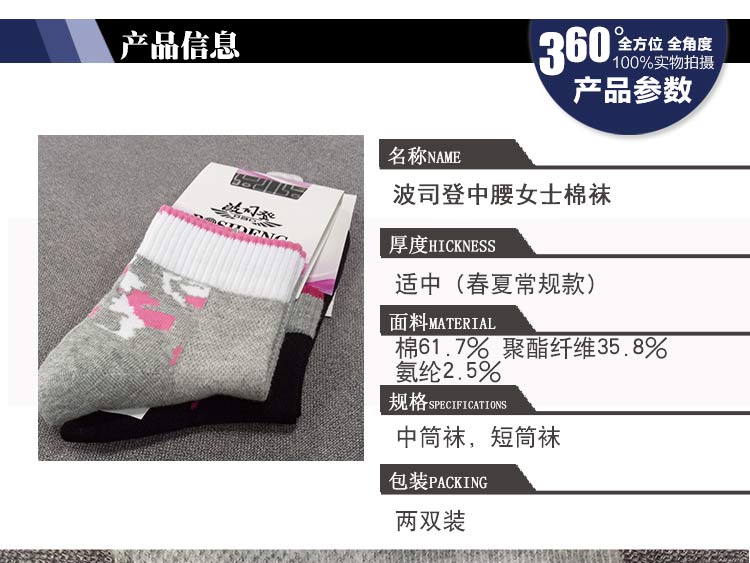 产品信息
360°全方位 全角度
100%实物拍摄
产品参数
波司登
BOSIDENG
名称NAME
波司登中腰女士棉袜
厚度HICKNESS
适中（春夏常规款）
面料MATERIAL
棉61.7% 聚酯纤维35.8%
氨纶2.5%
规格SPECIFICATIONS
中筒袜，短筒袜
包装PACKING
两双装